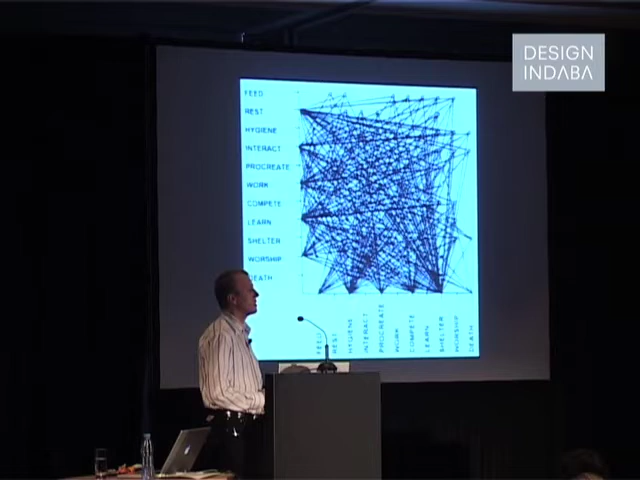 DESIGN
INDABA
FEED
REST
HYGIENE
INTERACT
PROCREATE
WORK
COMPETE
LEARN
SHELTER
WORSHIP
DEATH
FEED
REST
HYGIENE
INTERACT
PROCREATE
WORK
COMPETE
LEARN
SHELTER
WORSHIP
DEATH